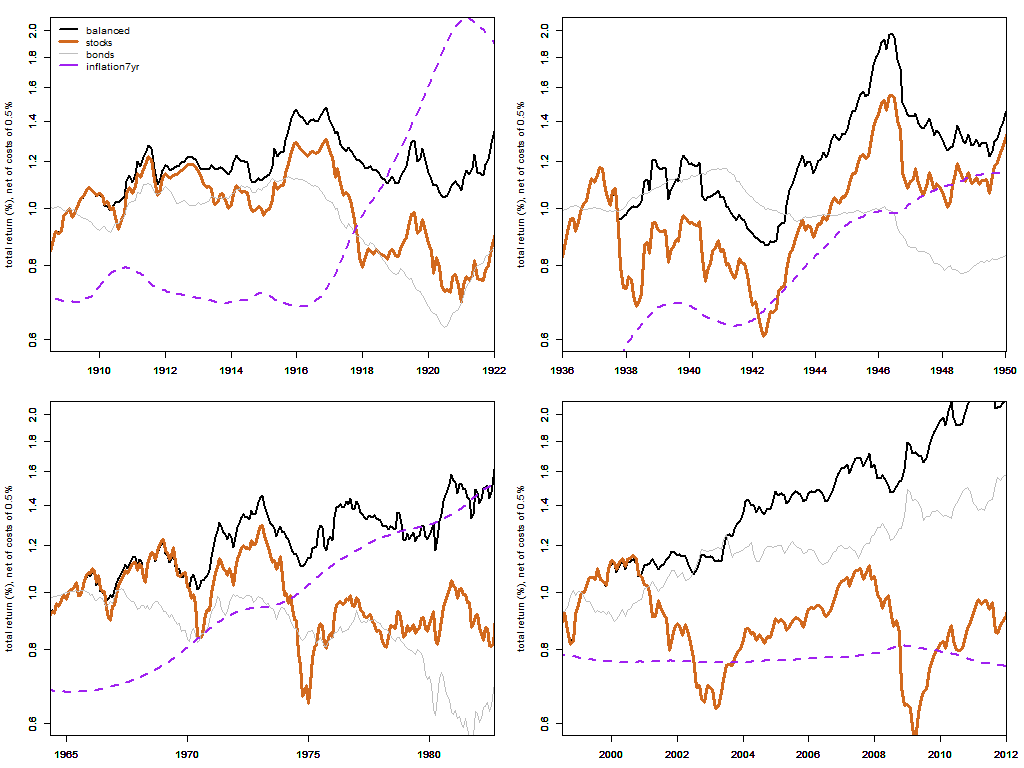 total return (%), net of costs of 0.5%
0.6 0.8 1.0 1.2 1.4 1.6 1.8 2.0
balanced
stocks
bonds
inflation7yr
1910 1912 1914 1916 1918 1920 1922
total return (%), net of costs of 0.5%
0.6 0.8 1.0 1.2 1.4 1.6 1.8 2.0
1936 1938 1940 1942 1944 1946 1948 1950
total return (%), net of costs of 0.5%
0.6 0.8 1.0 1.2 1.4 1.6 1.8 2.0
1965 1970 1975 1980
total return (%), net of costs of 0.5%
0.6 0.8 1.0 1.2 1.4 1.6 1.8 2.0
2000 2002 2004 2006 2008 2010 2012